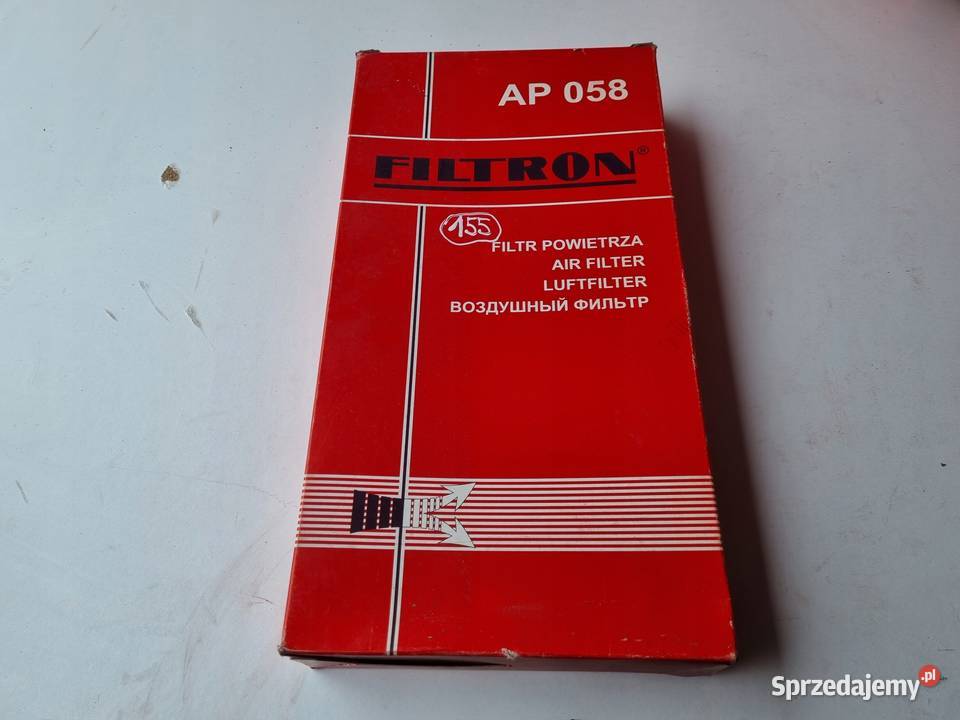 AP 058
FILTRON®
155
FILTR POWIETRZA
AIR FILTER
LUFTFILTER
ВОЗДУШНЫЙ ФИЛЬТР
Sprzedajemy.pl